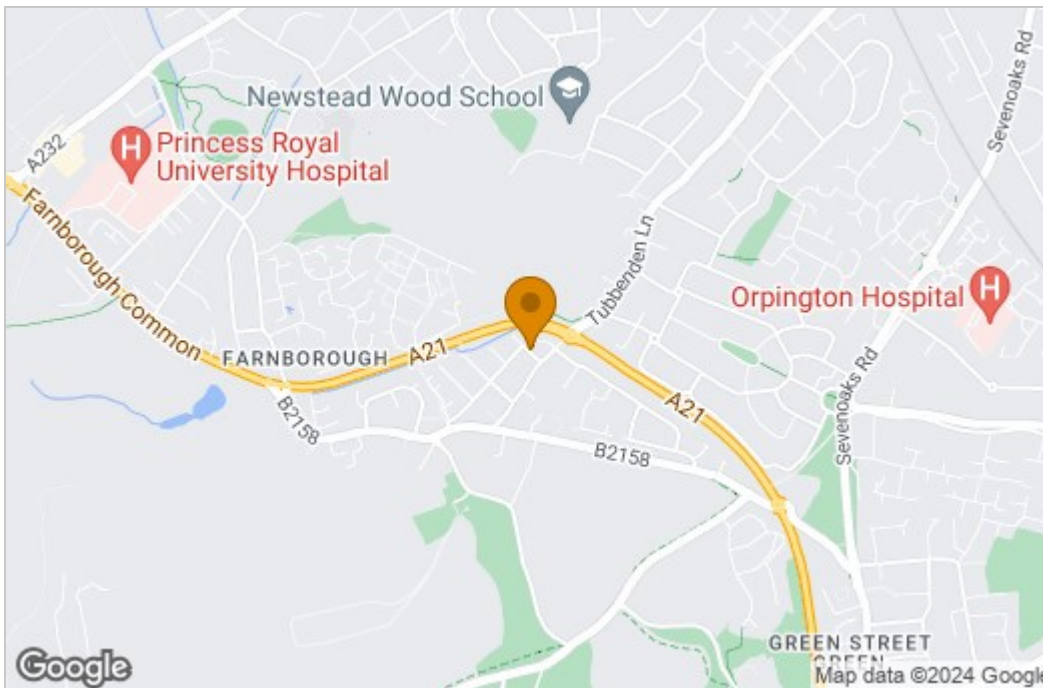 Newstead Wood School
Sevenoaks Rd
A232
Princess Royal
University Hospital
Tubbenden Ln
Farnborough Common
Orpington Hospital
FARNBOROUGH
A21
B2158
A21
Sevenoaks Rd
B2158
GREEN STREET
GREEN
Google
Map data ©2024 Google